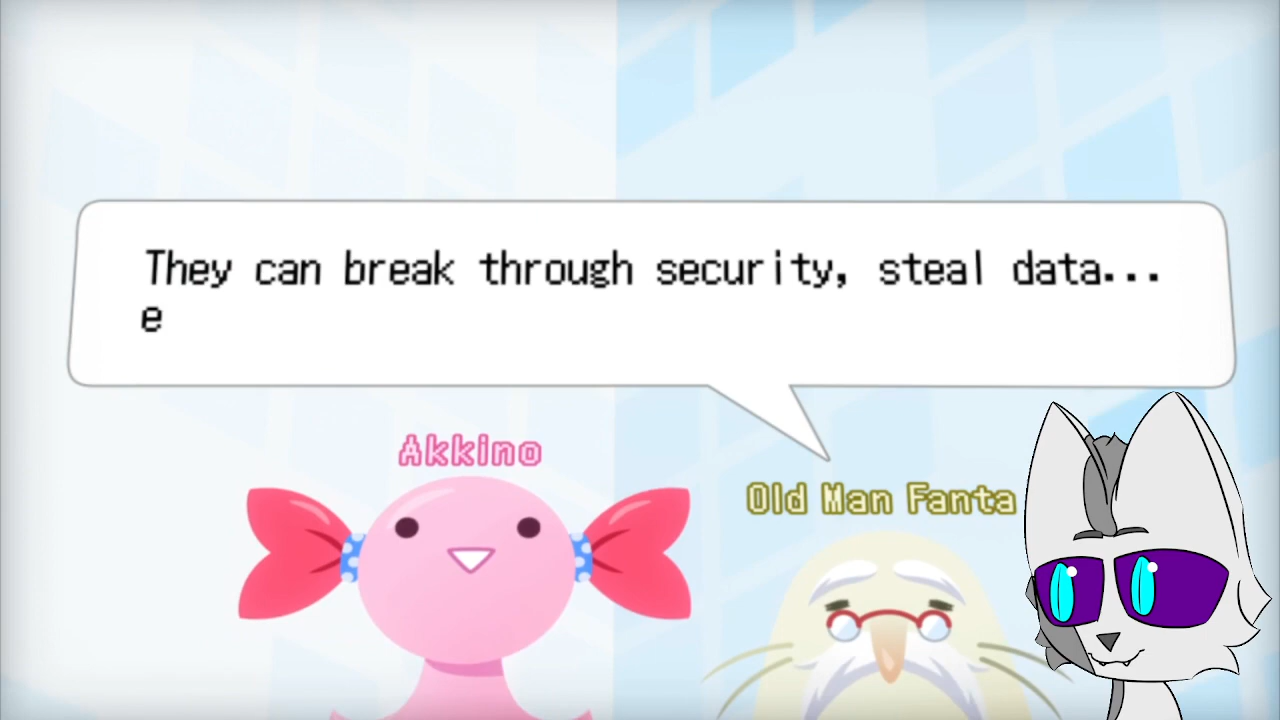 They can break through security, steal data...
e
Akkino
Old Man Fanta